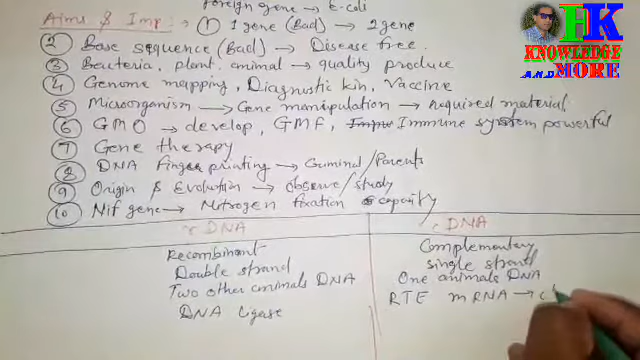 foreign gene → E-coli
Aims & Imp: → ① 1 gene (Bad) → 2 gene
② Base sequence (Bad) → Disease free.
③ Bacteria, plant, animal → quality produce
④ Genome mapping, Diagnostic kin, Vaccine
⑤ Microorganism → Gene manipulation → required material
⑥ GMO → develop, GMF, Immune system powerful
⑦ Gene therapy
⑧ DNA Finger printing → Criminal/Parents
⑨ Origin & Evolution → observe/study
⑩ Nif gene → Nitrogen fixation capacity
r DNA
Recombinant
Double strand
Two other animals DNA
DNA Ligase
c DNA
Complementary
single strand
One animals DNA
RTE mRNA → c
HK
KNOWLEDGE
AND MORE